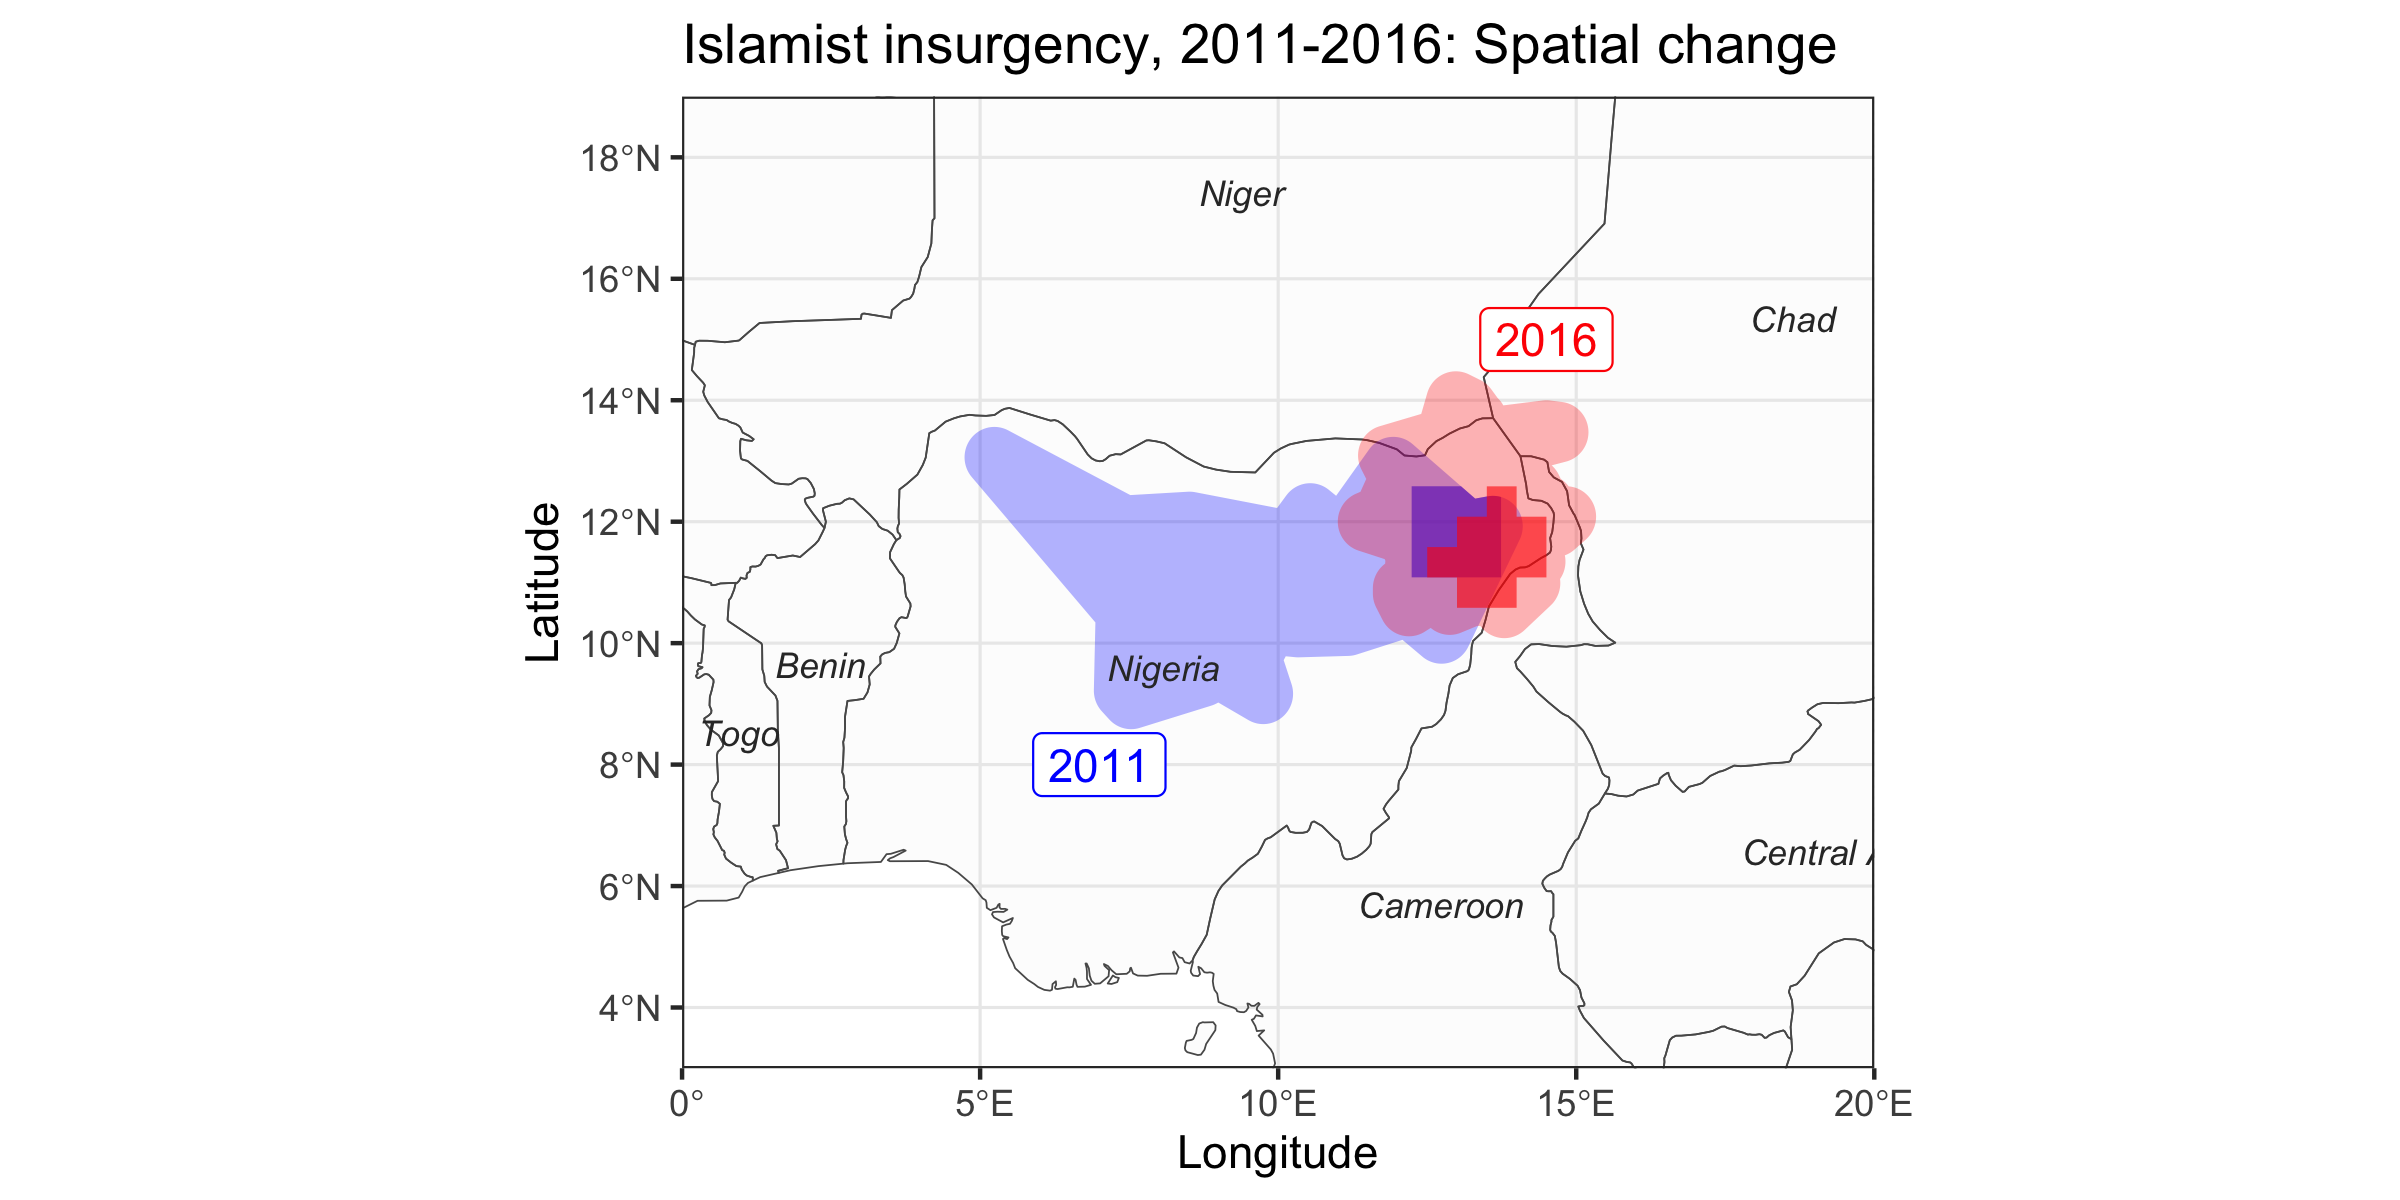 Islamist insurgency, 2011-2016: Spatial change
18°N
Niger
16°N
Chad
2016
14°N
12°N
Latitude
10°N
Benin
Nigeria
Togo
8°N
2011
Central A
6°N
Cameroon
4°N
0°
5°E
10°E
15°E
20°E
Longitude